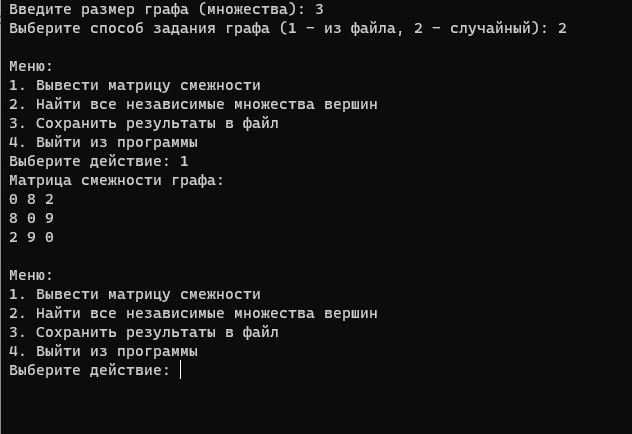 Введите размер графа (множества): 3
Выберите способ задания графа (1 - из файла, 2 - случайный): 2
Меню:
1. Вывести матрицу смежности
2. Найти все независимые множества вершин
3. Сохранить результаты в файл
4. Выйти из программы
Выберите действие: 1
Матрица смежности графа:
0 8 2
8 0 9
2 9 0
Меню:
1. Вывести матрицу смежности
2. Найти все независимые множества вершин
3. Сохранить результаты в файл
4. Выйти из программы
Выберите действие: